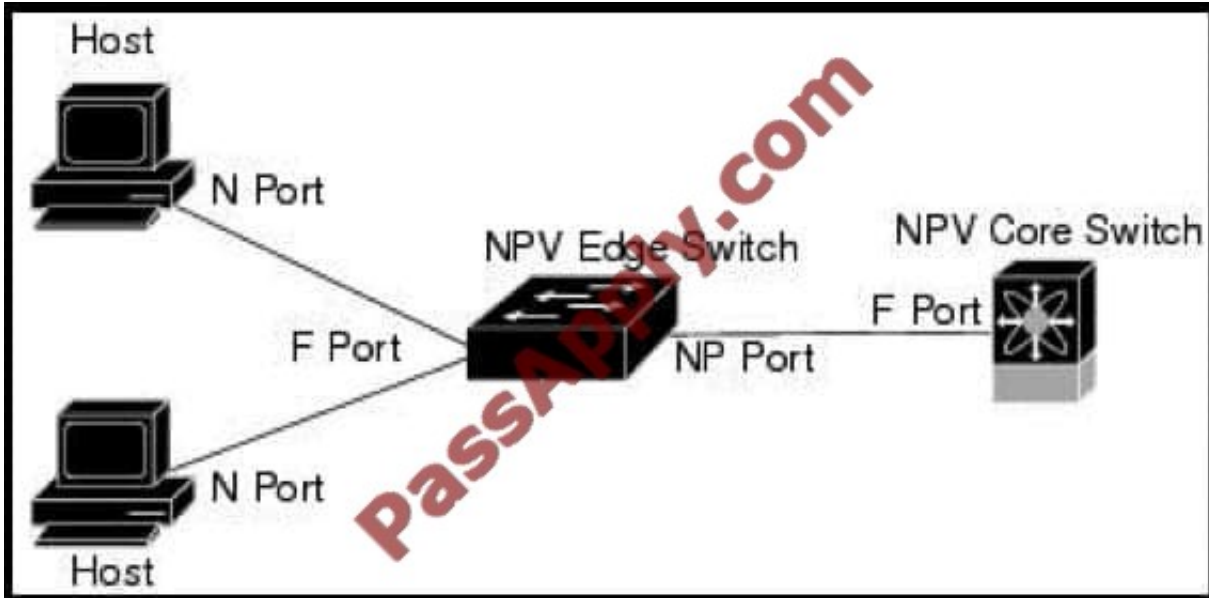 Host
N Port
NPV Edge Switch
NPV Core Switch
F Port
F Port
NP Port
N Port
Host
PassApply.com